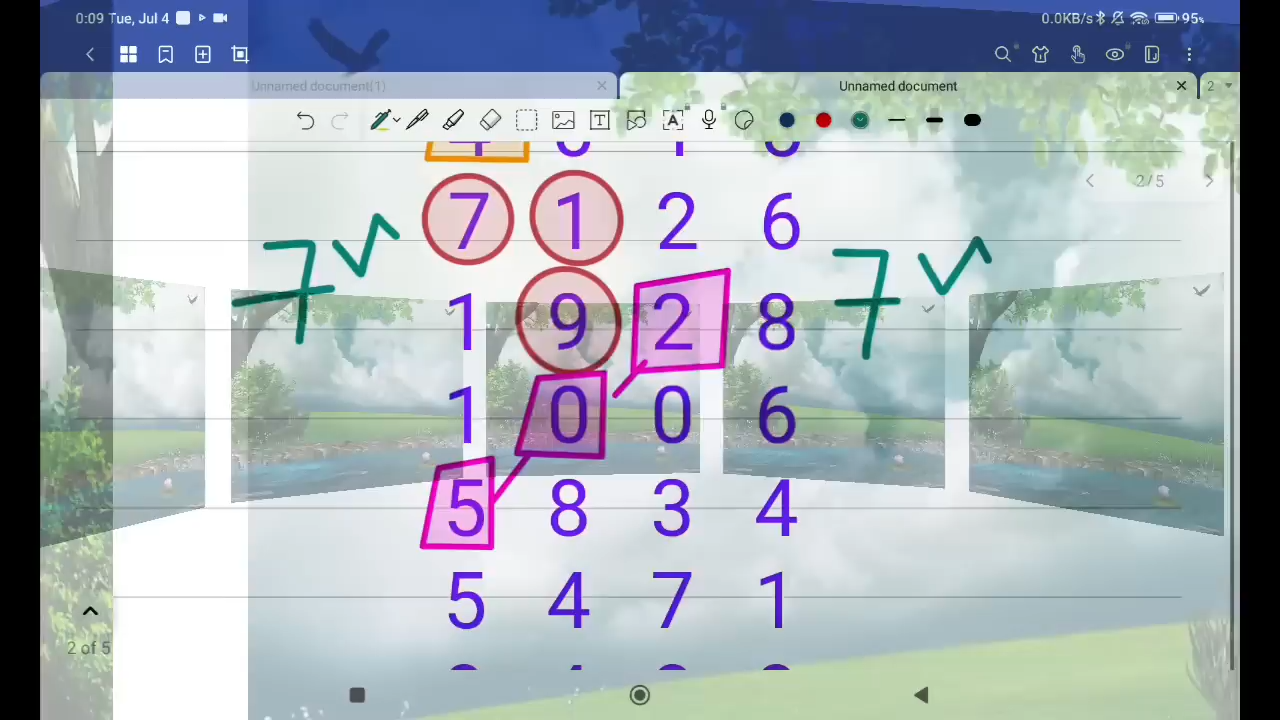 0:09 Tue, Jul 4 0.0KB/s 95%
Unnamed document(1) Unnamed document 2
2/5
7 1 2 6
7 7
1 9 2 8
1 0 0 6
5 8 3 4
5 4 7 1
2 of 5